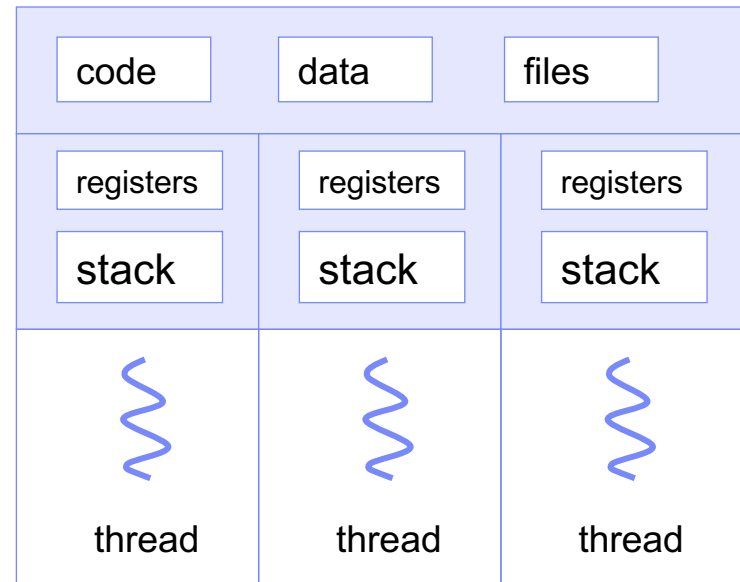 code data files
registers registers registers
stack stack stack
thread thread thread